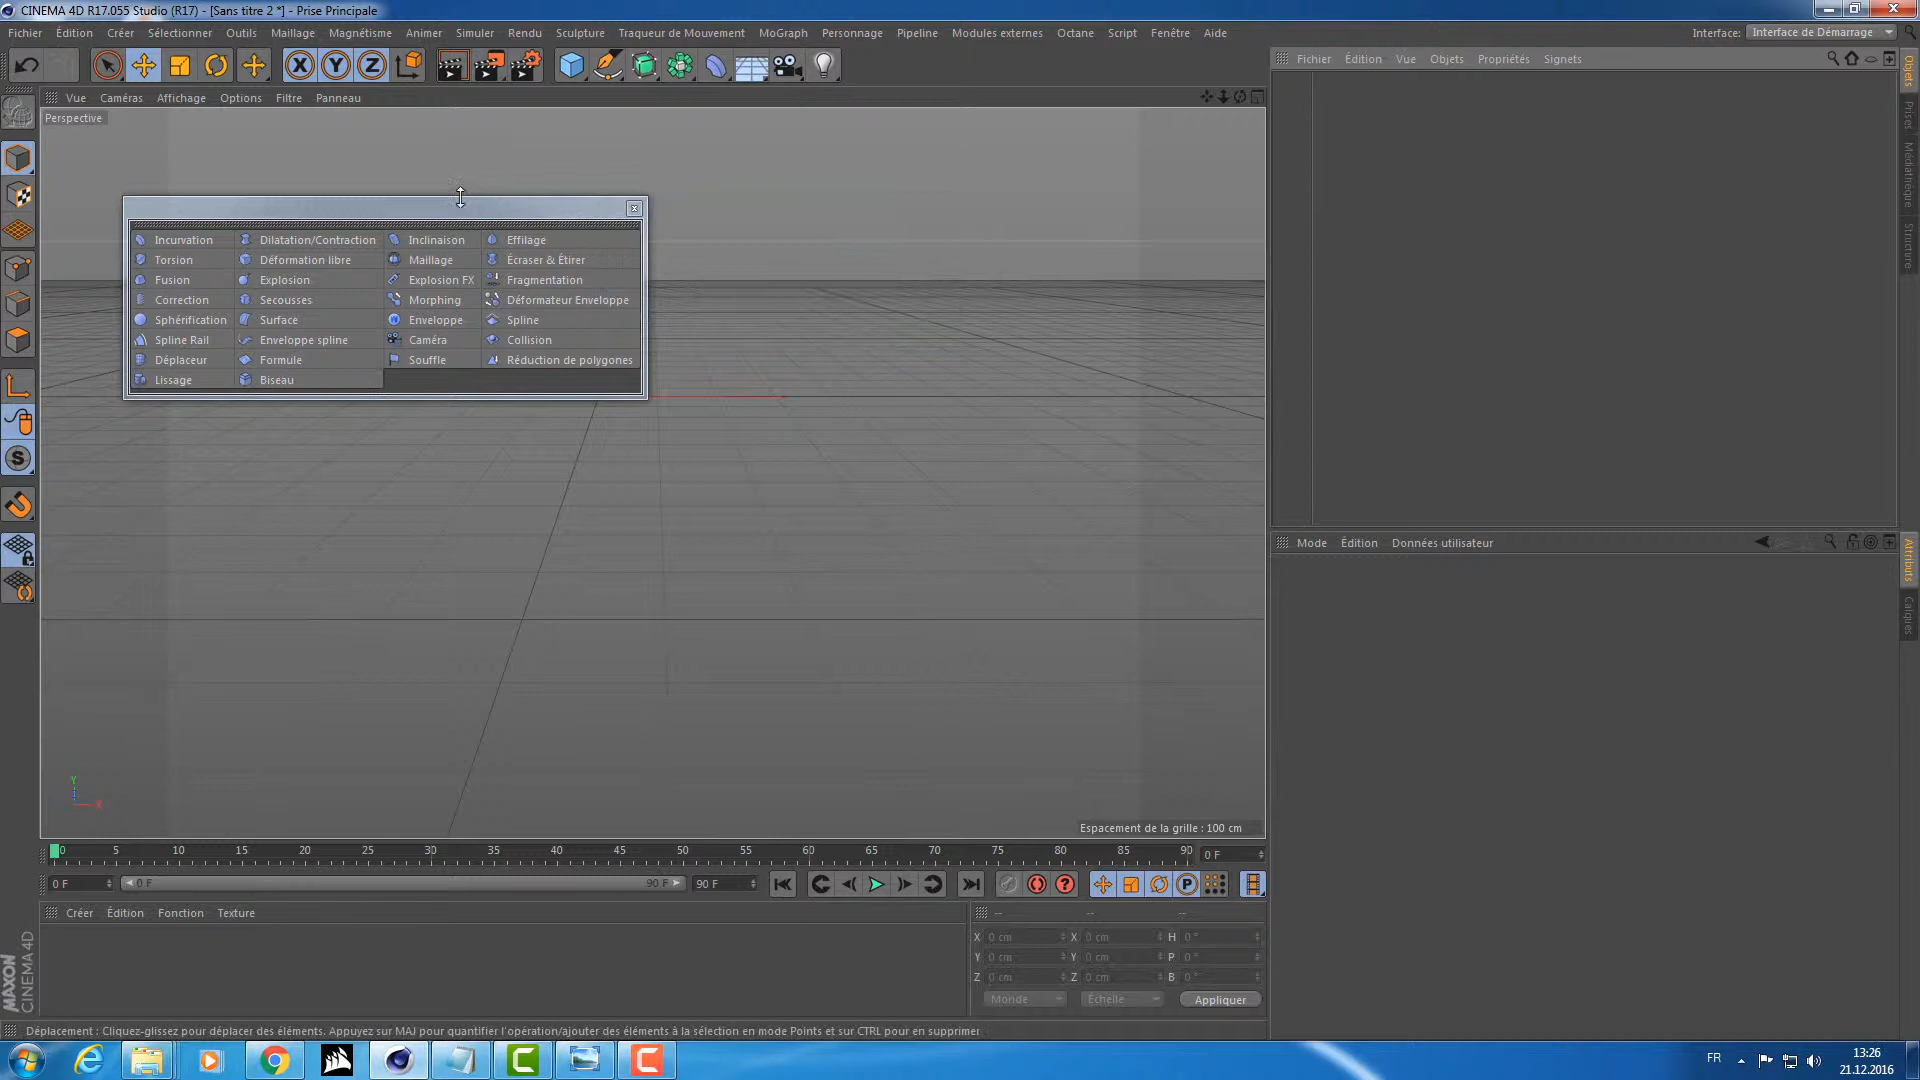 CINEMA 4D R17.055 Studio (R17) - [Sans titre 2 *] - Prise Principale
Fichier Édition Créer Sélectionner Outils Maillage Magnétisme Animer Simuler Rendu Sculpture Traqueur de Mouvement MoGraph Personnage Pipeline Modules externes Octane Script Fenêtre Aide Interface: Interface de Démarrage
X Y Z
Fichier Édition Vue Objets Propriétés Signets
Objets
Prises
Médiathèque
Structure
Vue Caméras Affichage Options Filtre Panneau
Perspective
Incurvation Dilatation/Contraction Inclinaison Effilage
Torsion Déformation libre Maillage Écraser & Étirer
Fusion Explosion Explosion FX Fragmentation
Correction Secousses Morphing Déformateur Enveloppe
Sphérification Surface Enveloppe Spline
Spline Rail Enveloppe spline Caméra Collision
Déplaceur Formule Souffle Réduction de polygones
Lissage Biseau
S
Mode Édition Données utilisateur
Attributs
Calques
Y
X
Espacement de la grille : 100 cm
0 5 10 15 20 25 30 35 40 45 50 55 60 65 70 75 80 85 90 0 F
0 F 0 F 90 F 90 F ? P
Créer Édition Fonction Texture
-- -- --
X 0 cm X 0 cm H 0 °
Y 0 cm Y 0 cm P 0 °
Z 0 cm Z 0 cm B 0 °
Monde Échelle Appliquer
MAXON
CINEMA 4D
Déplacement : Cliquez-glissez pour déplacer des éléments. Appuyez sur MAJ pour quantifier l'opération/ajouter des éléments à la sélection en mode Points et sur CTRL pour en supprimer
FR
13:26
21.12.2016